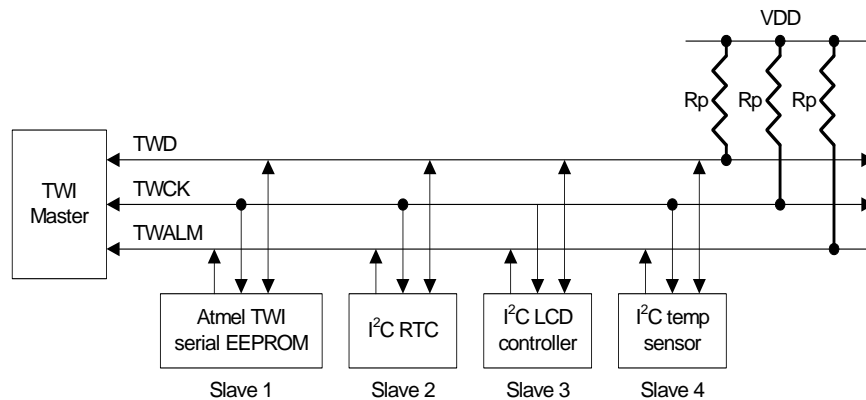 VDD
Rp Rp Rp
TWD
TWI
Master
TWCK
TWALM
Atmel TWI
serial EEPROM
I²C RTC
I²C LCD
controller
I²C temp
sensor
Slave 1 Slave 2 Slave 3 Slave 4